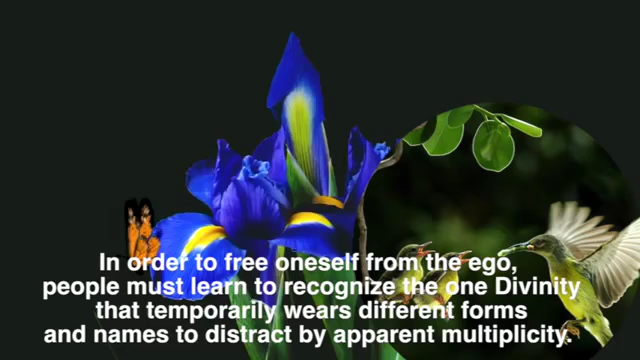 In order to free oneself from the ego,
people must learn to recognize the one Divinity
that temporarily wears different forms
and names to distract by apparent multiplicity.